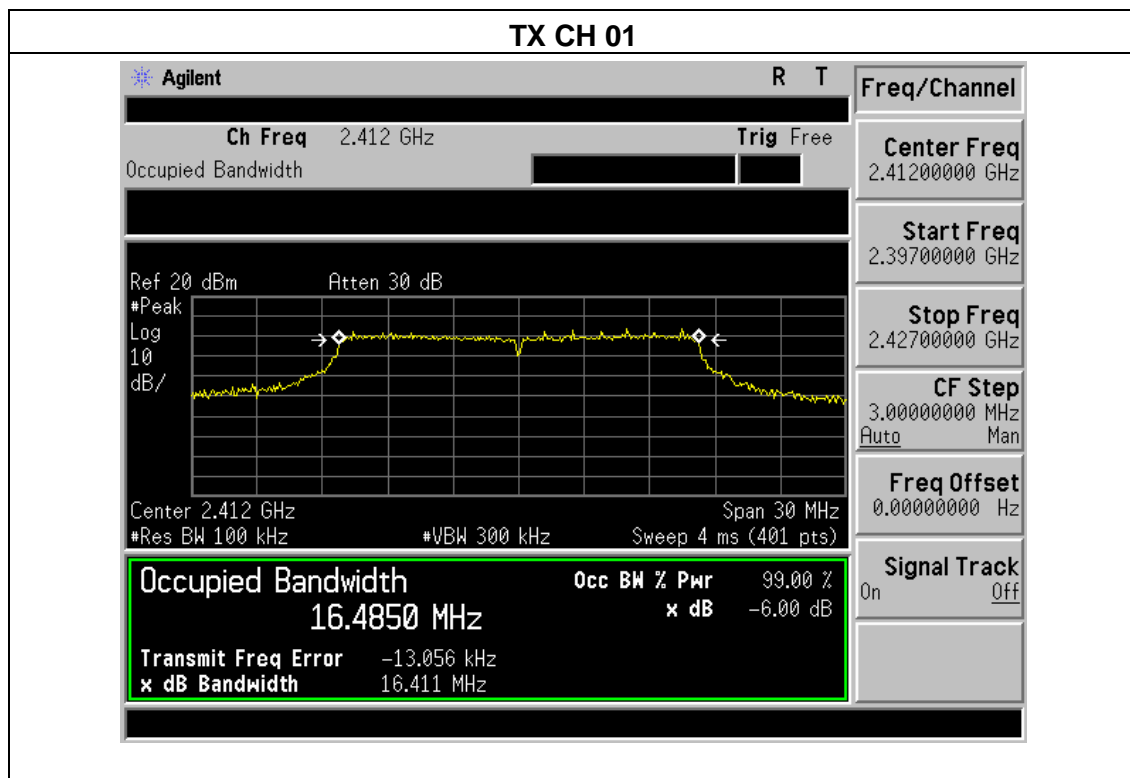 TX CH 01
Agilent R T
Ch Freq 2.412 GHz Trig Free
Occupied Bandwidth
Ref 20 dBm Atten 30 dB
#Peak
Log
10
dB/
Center 2.412 GHz Span 30 MHz
#Res BW 100 kHz #VBW 300 kHz Sweep 4 ms (401 pts)
Occupied Bandwidth Occ BW % Pwr 99.00 %
16.4850 MHz x dB -6.00 dB
Transmit Freq Error -13.056 kHz
x dB Bandwidth 16.411 MHz
Freq/Channel
Center Freq
2.41200000 GHz
Start Freq
2.39700000 GHz
Stop Freq
2.42700000 GHz
CF Step
3.00000000 MHz
Auto Man
Freq Offset
0.00000000 Hz
Signal Track
On Off